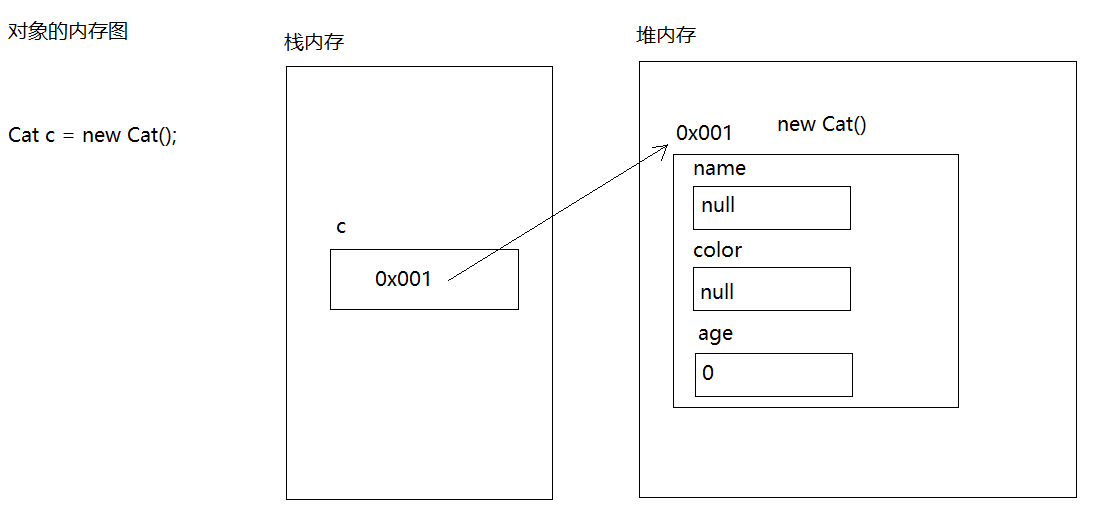 对象的内存图
栈内存
堆内存
Cat c = new Cat();
0x001
new Cat()
name
null
c
color
0x001
null
age
0